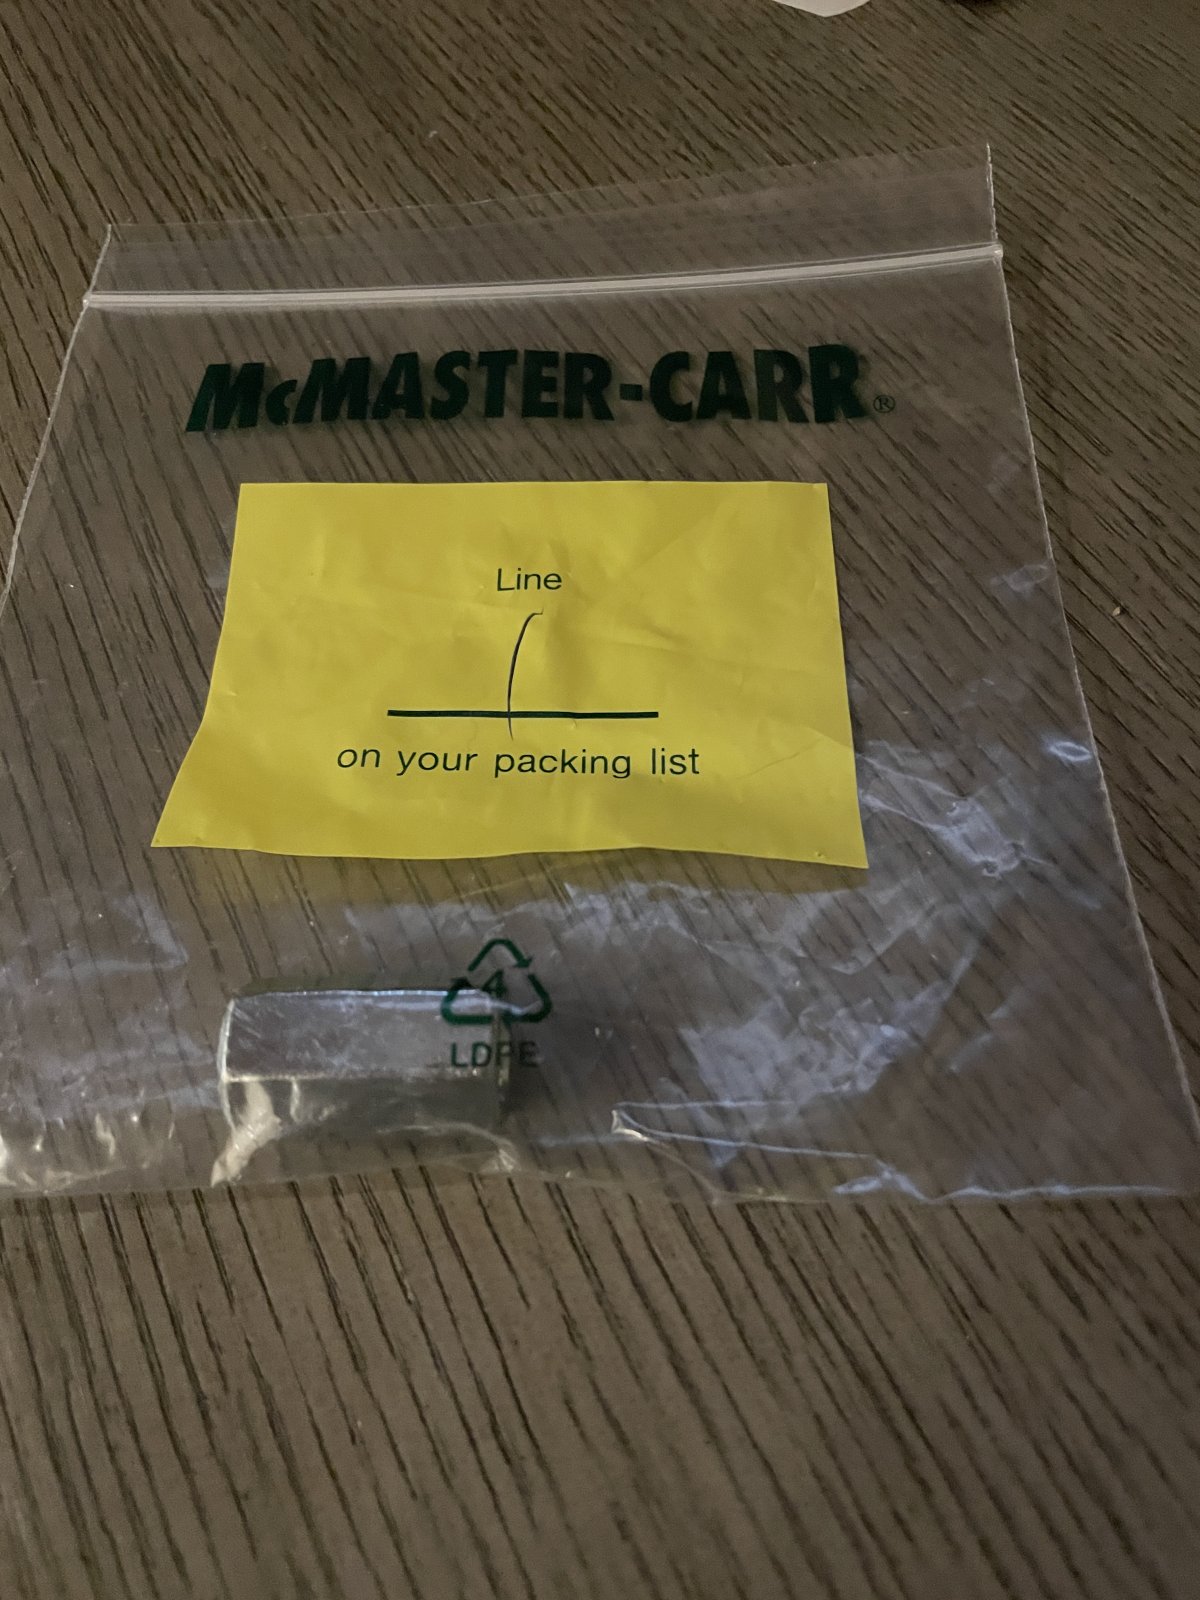 McMASTER-CARR®
Line
on your packing list
4
LDPE